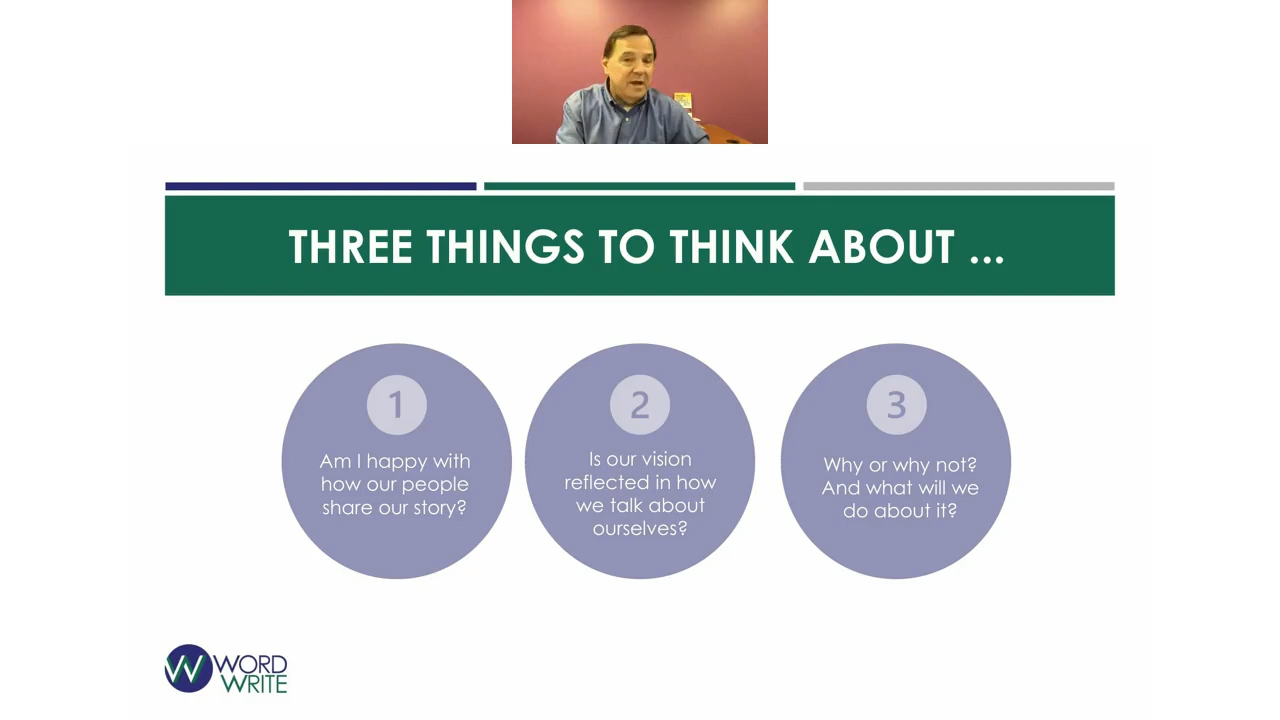 THREE THINGS TO THINK ABOUT ...
1
Am I happy with
how our people
share our story?
2
Is our vision
reflected in how
we talk about
ourselves?
3
Why or why not?
And what will we
do about it?
W WORD
WRITE